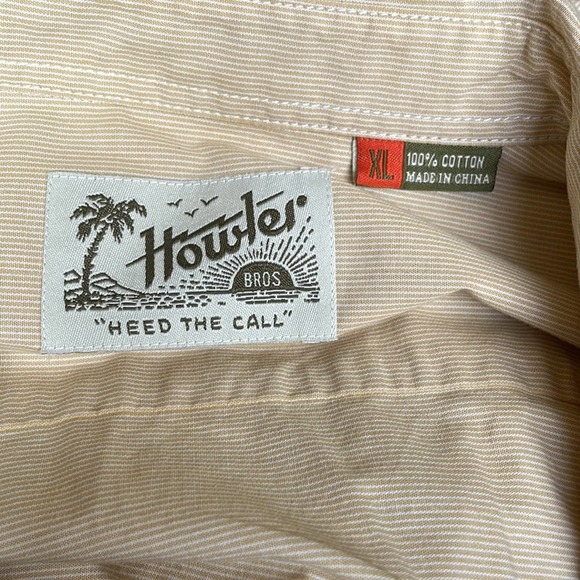 XL 100% COTTON
MADE IN CHINA
Howler
BROS
"HEED THE CALL"